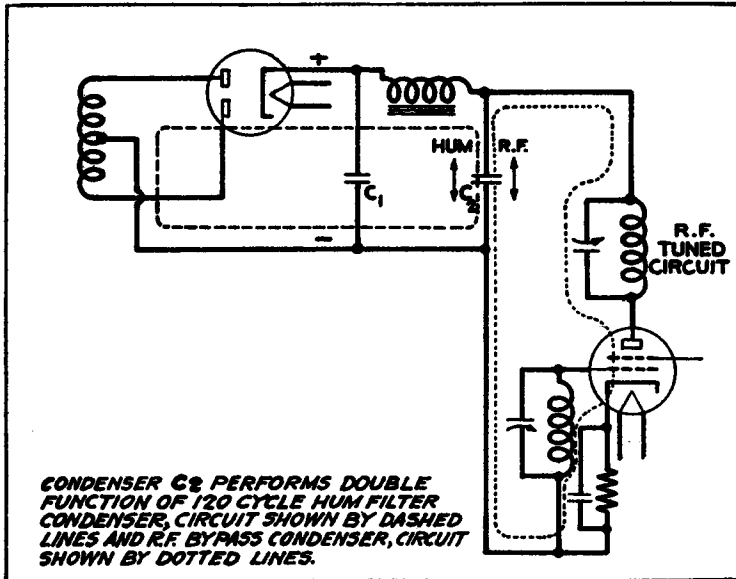 +
HUM R.F.
C1
C2
-
R.F.
TUNED
CIRCUIT
CONDENSER C2 PERFORMS DOUBLE
FUNCTION OF 120 CYCLE HUM FILTER
CONDENSER, CIRCUIT SHOWN BY DASHED
LINES AND R.F. BYPASS CONDENSER, CIRCUIT
SHOWN BY DOTTED LINES.